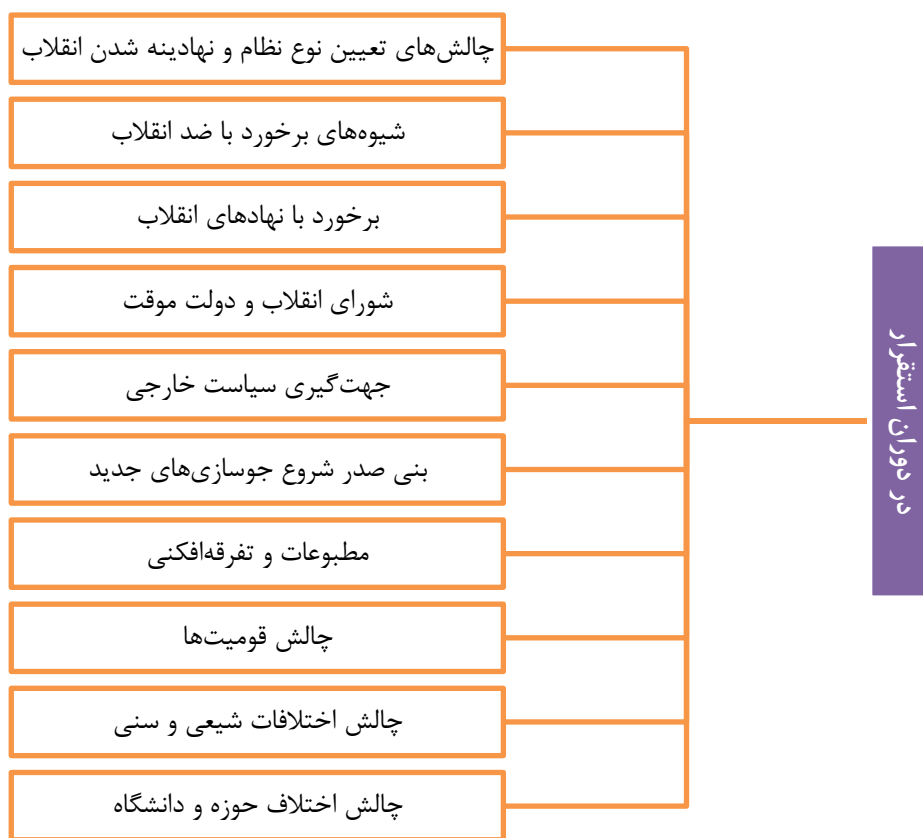 در دوران استقرار
چالش‌های تعیین نوع نظام و نهادینه شدن انقلاب
شیوه‌های برخورد با ضد انقلاب
برخورد با نهادهای انقلاب
شورای انقلاب و دولت موقت
جهت‌گیری سیاست خارجی
بنی صدر شروع جوسازی‌های جدید
مطبوعات و تفرقه‌افکنی
چالش قومیت‌ها
چالش اختلافات شیعی و سنی
چالش اختلاف حوزه و دانشگاه